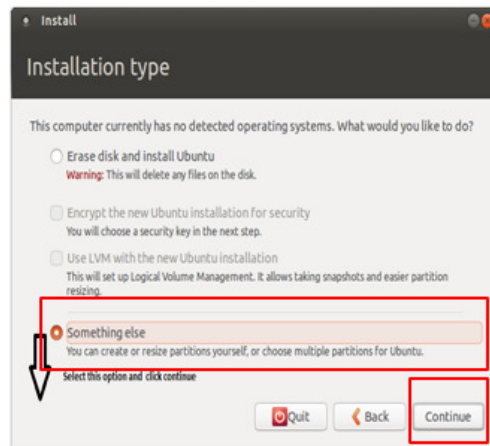 Install
Installation type
This computer currently has no detected operating systems. What would you like to do?
Erase disk and install Ubuntu
Warning: This will delete any files on the disk.
Encrypt the new Ubuntu installation for security
You will choose a security key in the next step.
Use LVM with the new Ubuntu installation
This will set up Logical Volume Management. It allows taking snapshots and easier partition
resizing.
Something else
You can create or resize partitions yourself, or choose multiple partitions for Ubuntu.
Select this option and click continue
Quit Back Continue